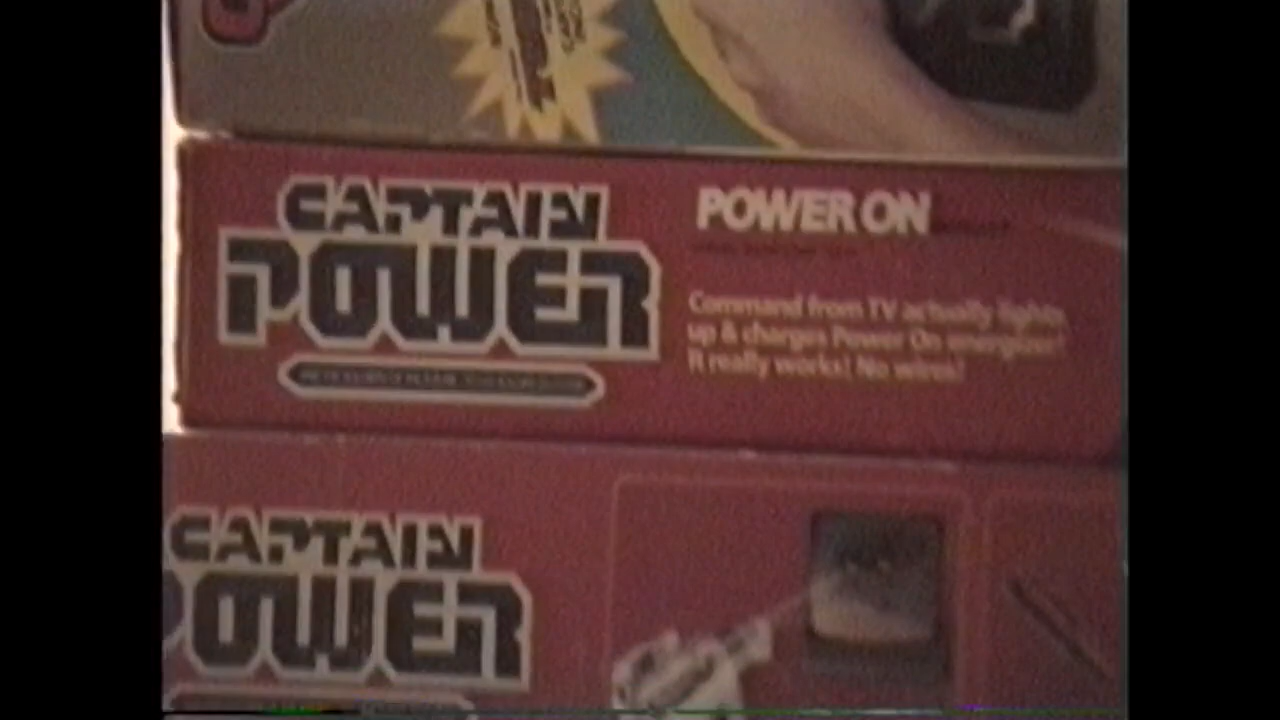 CAPTAIN
POWER
POWER ON
Command from TV actually lights
up & charges Power On energizer!
It really works! No wires!
CAPTAIN
POWER